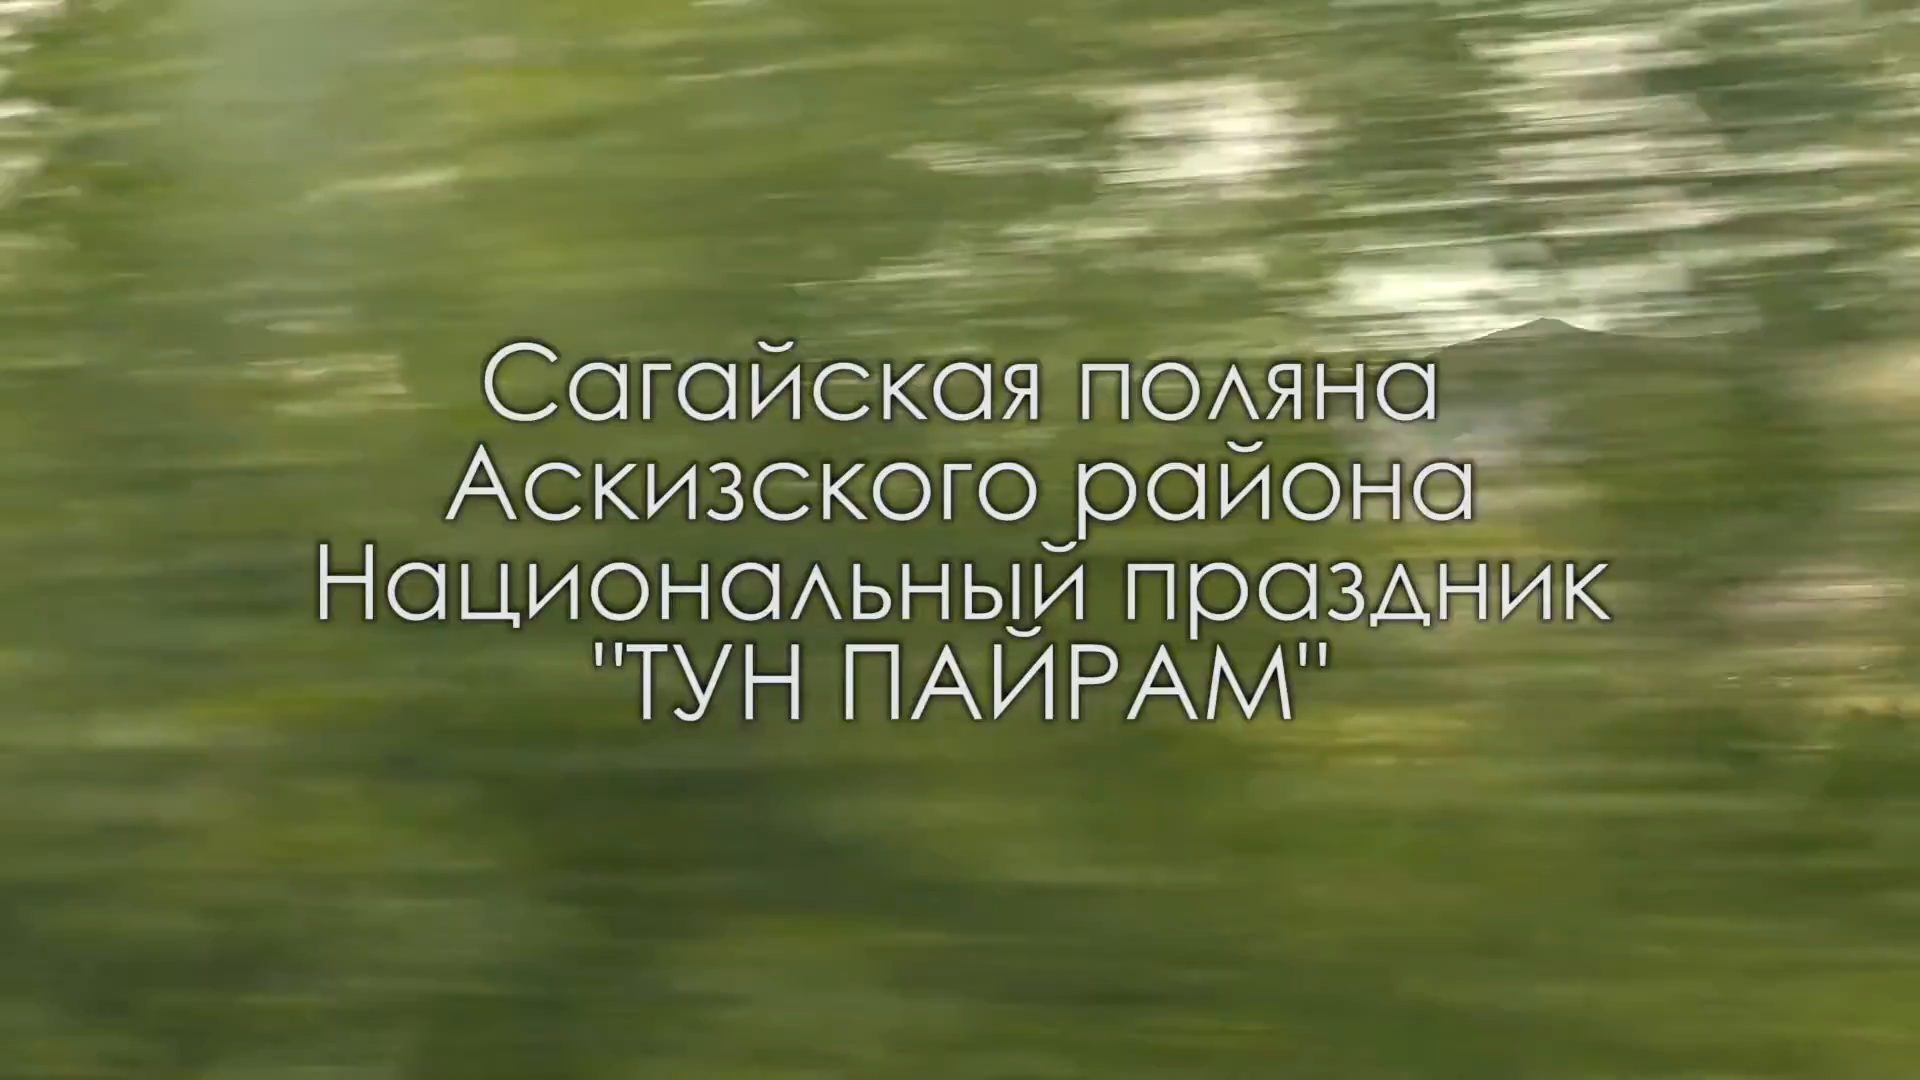 Сагайская поляна
Аскизского района
Национальный праздник
"ТУН ПАЙРАМ"